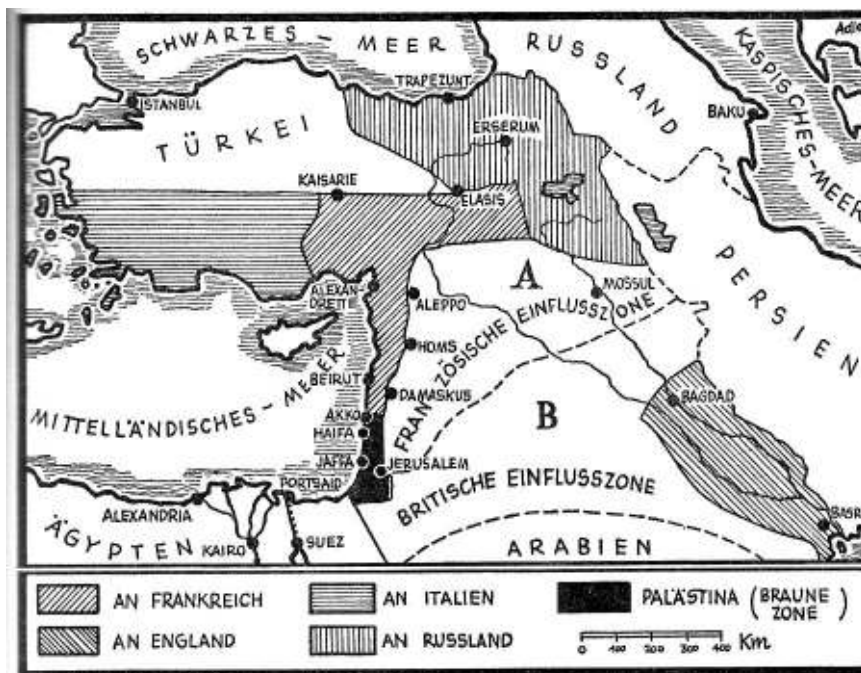 SCHWARZES - MEER
RUSSLAND
KASPISCHES-MEER
TRAPEZUNT
ISTANBUL
BAKU
TÜRKEI
ERSERUM
KAISARIE
ELASIS
PERSIEN
A
MOSSUL
ALEXAN-
DRETTE
ALEPPO
FRANZÖSISCHE EINFLUSSZONE
HOMS
BEIRUT
DAMASKUS
BAGDAD
MITTELLÄNDISCHES-MEER
AKKO
HAIFA
B
JAFFA
JERUSALEM
PORTSAID
BRITISCHE EINFLUSSZONE
ALEXANDRIA
ÄGYPTEN
KAIRO
SUEZ
ARABIEN
AN FRANKREICH
AN ITALIEN
PALÄSTINA (BRAUNE
ZONE)
AN ENGLAND
AN RUSSLAND
0 100 200 300 400 Km